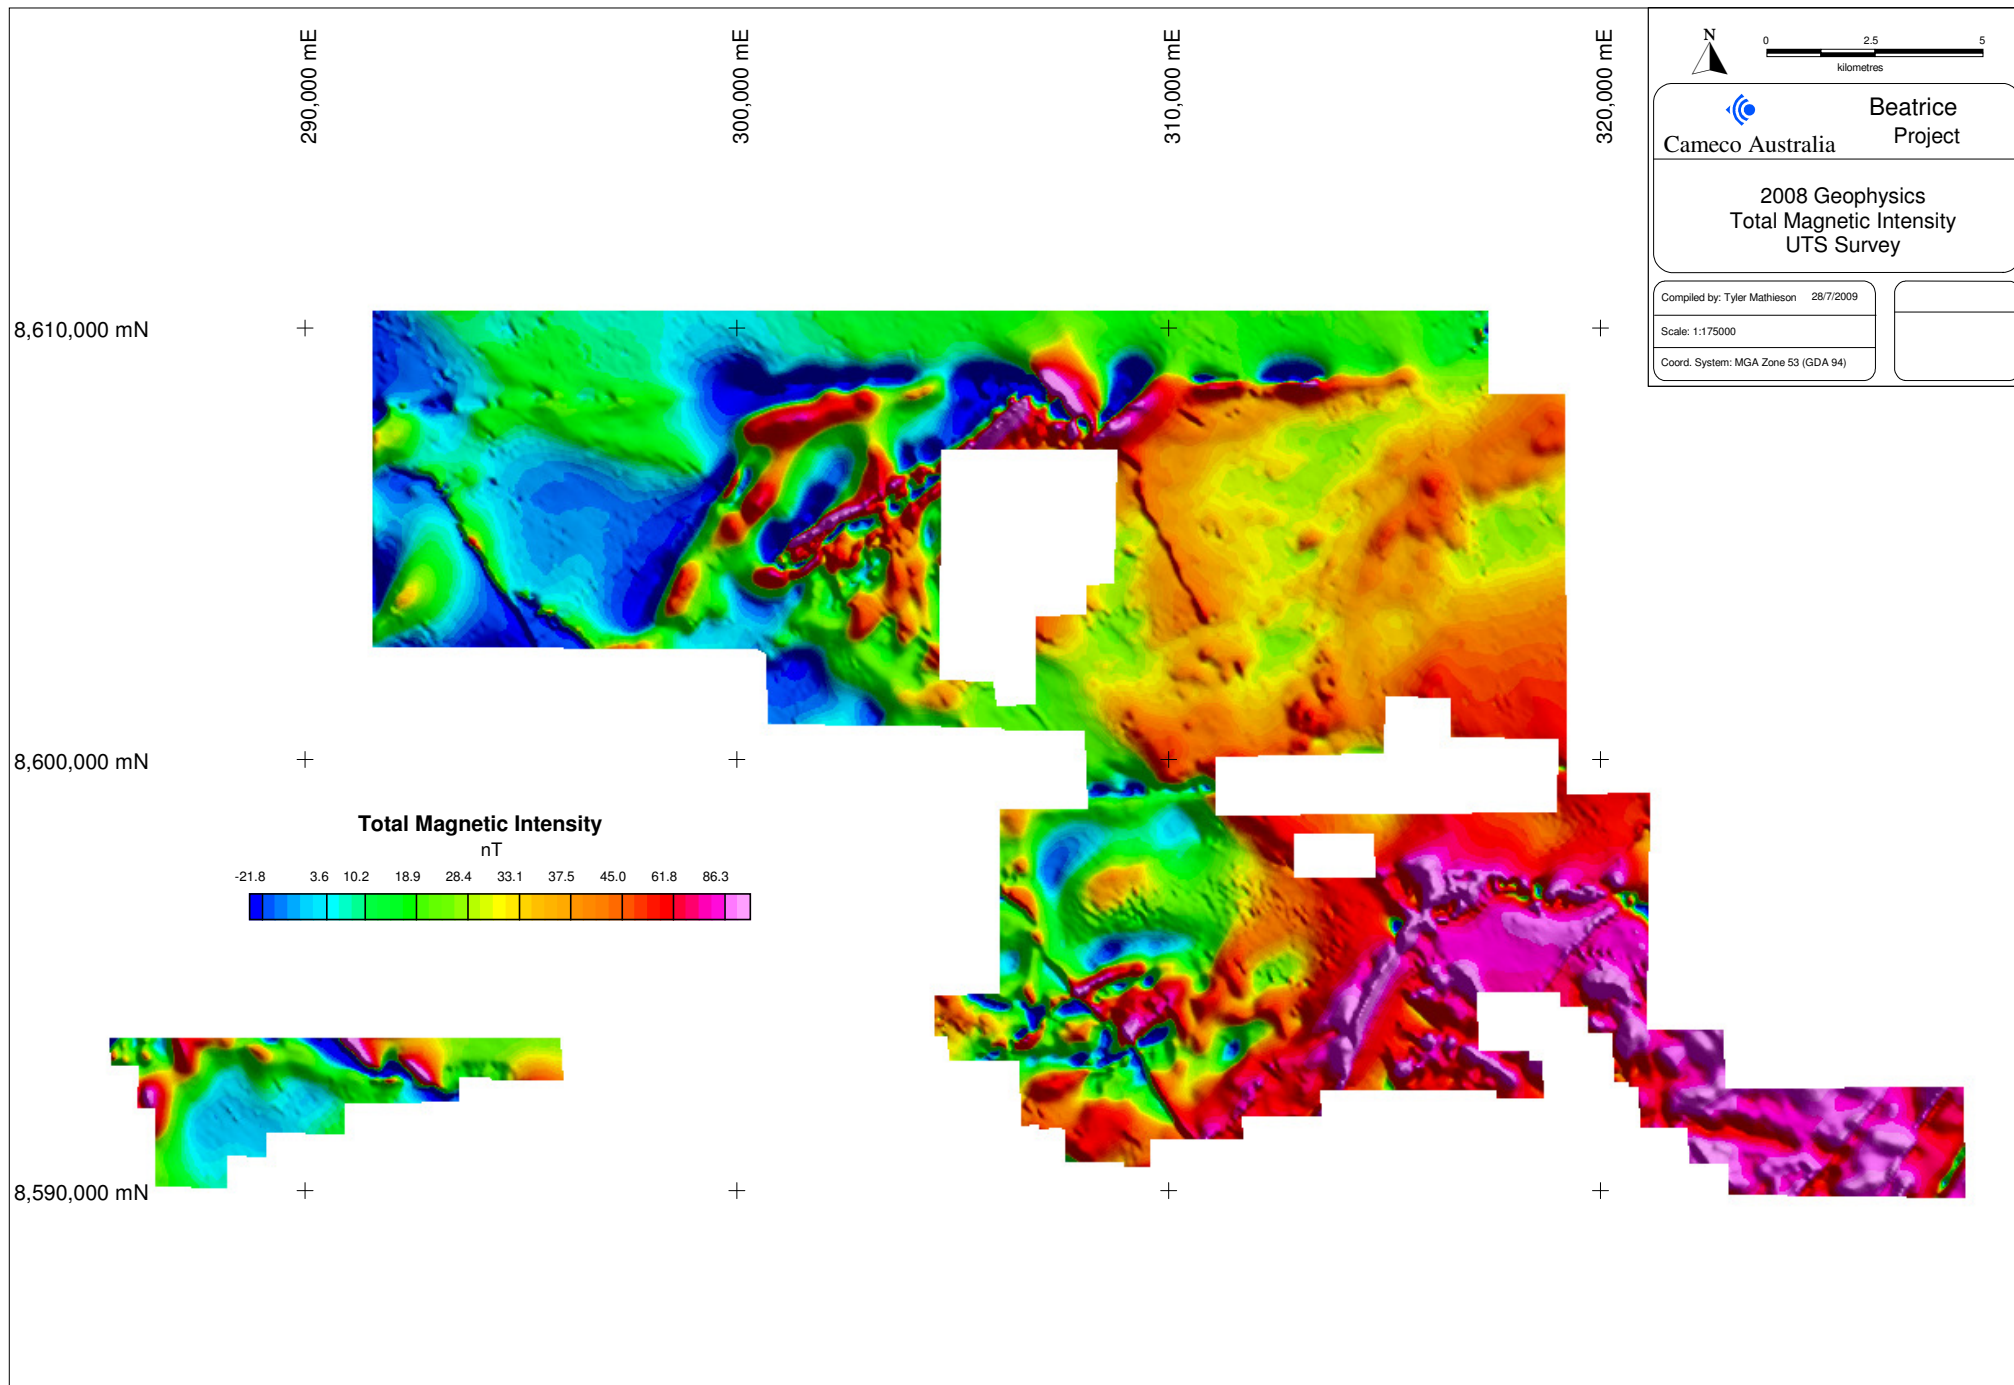 290,000 mE
300,000 mE
310,000 mE
320,000 mE
N
0 2.5 5
kilometres
Cameco Australia
Beatrice
Project
2008 Geophysics
Total Magnetic Intensity
UTS Survey
Compiled by: Tyler Mathieson 28/7/2009
Scale: 1:175000
Coord. System: MGA Zone 53 (GDA 94)
8,610,000 mN
8,600,000 mN
Total Magnetic Intensity
nT
-21.8 3.6 10.2 18.9 28.4 33.1 37.5 45.0 61.8 86.3
8,590,000 mN